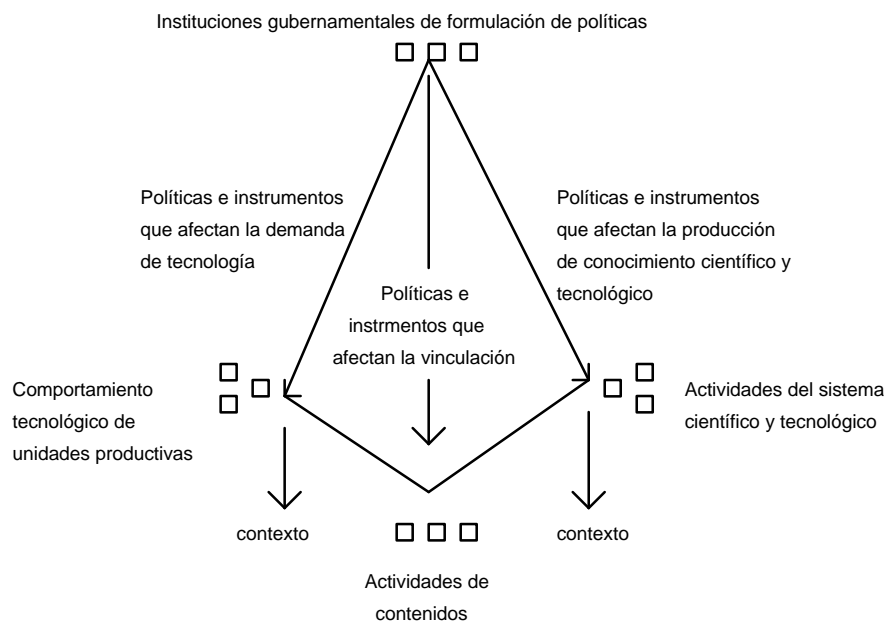 Instituciones gubernamentales de formulación de políticas
Políticas e instrumentos
que afectan la demanda
de tecnología
Políticas e instrumentos
que afectan la producción
de conocimiento científico y
tecnológico
Políticas e
instrmentos que
afectan la vinculación
Comportamiento
tecnológico de
unidades productivas
Actividades del sistema
científico y tecnológico
contexto
contexto
Actividades de
contenidos